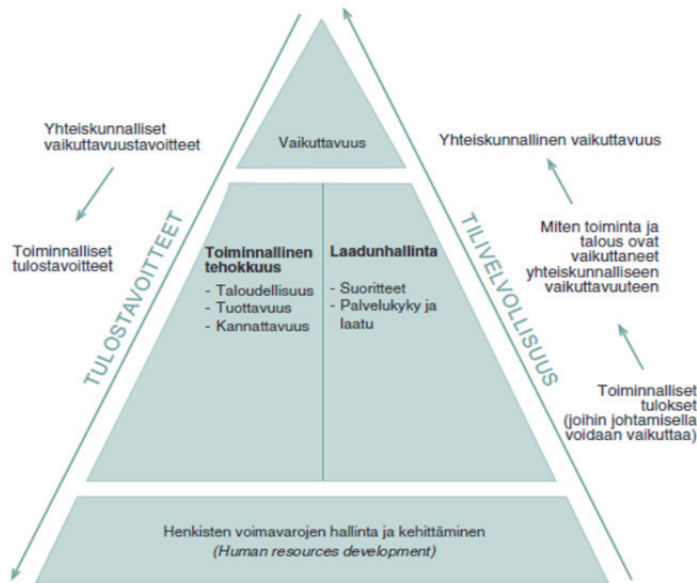 Yhteiskunnalliset
vaikuttavuustavoitteet
Toiminnalliset
tulostavoitteet
TULOSTAVOITTEET
Vaikuttavuus
Toiminnallinen
tehokkuus
- Taloudellisuus
- Tuottavuus
- Kannattavuus
Laadunhallinta
- Suoritteet
- Palvelukyky ja
laatu
Henkisten voimavarojen hallinta ja kehittäminen
(Human resources development)
TILIVELVOLLISUUS
Yhteiskunnallinen vaikuttavuus
Miten toiminta ja
talous ovat
vaikuttaneet
yhteiskunnalliseen
vaikuttavuuteen
Toiminnalliset
tulokset
(joihin johtamisella
voidaan vaikuttaa)